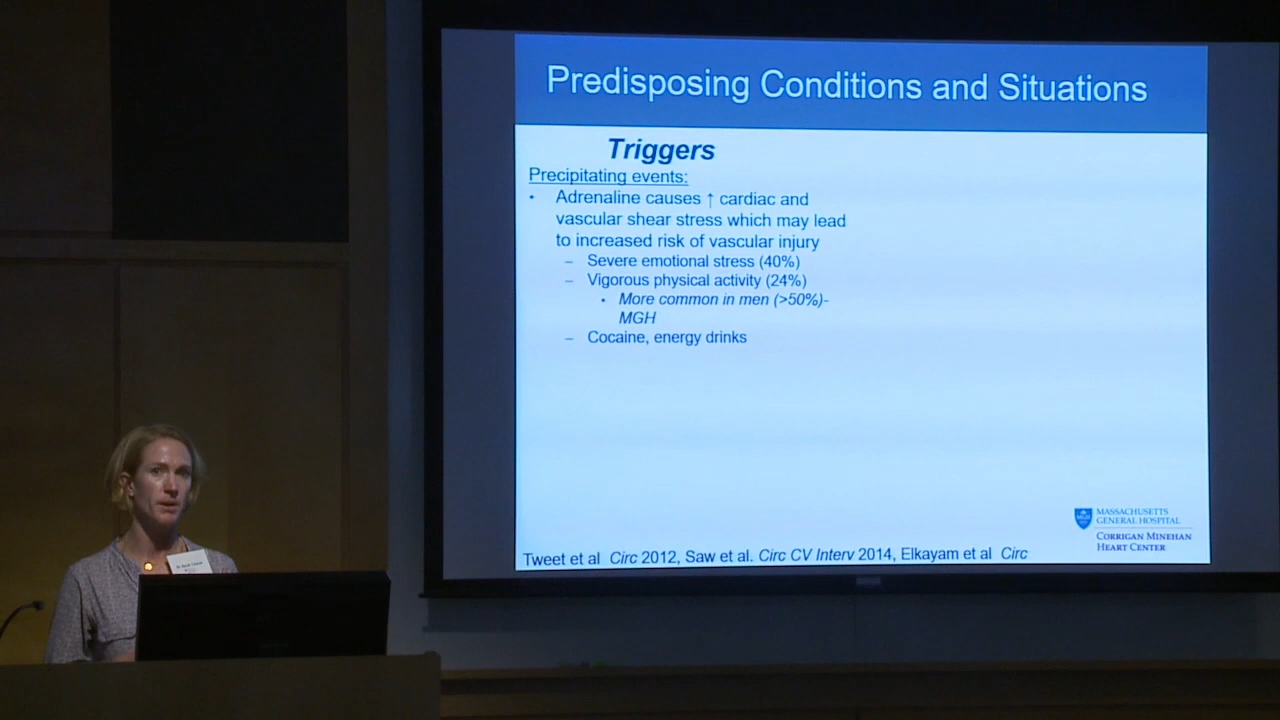 Predisposing Conditions and Situations
Triggers
Precipitating events:
• Adrenaline causes ↑ cardiac and
vascular shear stress which may lead
to increased risk of vascular injury
– Severe emotional stress (40%)
– Vigorous physical activity (24%)
• More common in men (>50%)-
MGH
– Cocaine, energy drinks
MASSACHUSETTS
GENERAL HOSPITAL
CORRIGAN MINEHAN
HEART CENTER
Tweet et al Circ 2012, Saw et al. Circ CV Interv 2014, Elkayam et al Circ